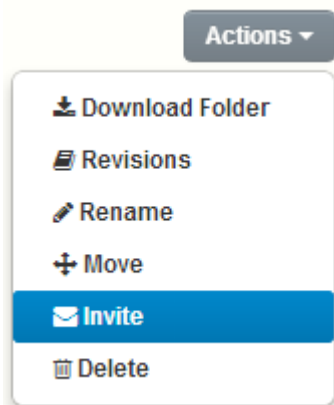 Actions
Download Folder
Revisions
Rename
Move
Invite
Delete